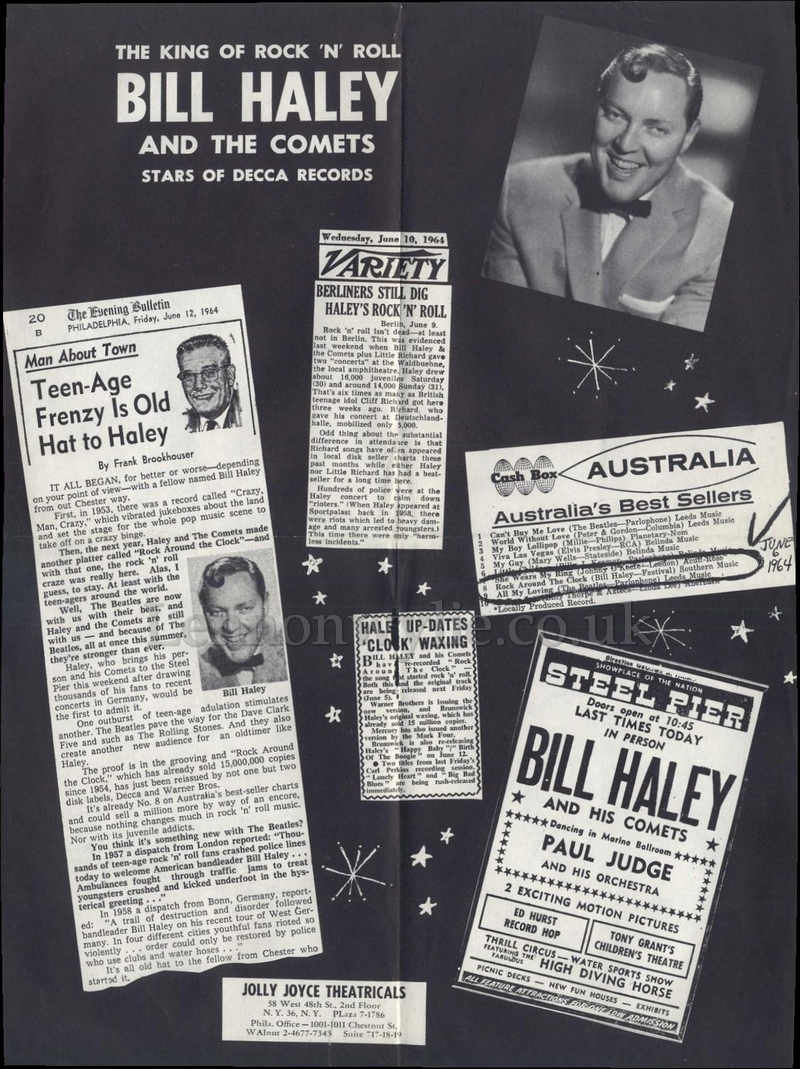 THE KING OF ROCK 'N' ROLL
BILL HALEY
AND THE COMETS
STARS OF DECCA RECORDS
Wednesday, June 10, 1964
VARIETY
BERLINERS STILL DIG
HALEY'S ROCK 'N' ROLL
Berlin, June 9.
Rock 'n' roll isn't dead—at least
not in Berlin. This was evidenced
last weekend when Bill Haley &
the Comets plus Little Richard gave
two "concerts" at the Waldbuehne,
the local amphitheatre. Haley drew
about 16,000 juveniles Saturday
(30) and around 14,000 Sunday (31).
That's six times as many as British
teenage idol Cliff Richard got here
three weeks ago. Richard, who
gave his concert at Deutschland-
halle, mobilized only 5,000.
Odd thing about the substantial
difference in attendance is that
Richard songs have often appeared
in local disk seller charts these
past months while either Haley
nor Little Richard has had a best-
seller for a long time here.
Hundreds of police were at the
Haley concert to calm down
"rioters." (When Haley appeared at
Sportpalast back in 1958, there
were riots which led to heavy dam-
age and many arrested youngsters.)
This time there were only "harm-
less incidents."
20
B
The Evening Bulletin
PHILADELPHIA, Friday, June 12, 1964
Man About Town
Teen-Age
Frenzy Is Old
Hat to Haley
By Frank Brookhouser
IT ALL BEGAN, for better or worse—depending
on your point of view—with a fellow named Bill Haley
from out Chester way.
First, in 1953, there was a record called "Crazy,
Man, Crazy," which vibrated jukeboxes about the land
and set the stage for the whole pop music scene to
take off on a crazy binge.
Then, the next year, Haley and The Comets made
another platter called "Rock Around the Clock"—and
with that one, the rock 'n' roll
craze was really here. Alas, I
guess, to stay. At least with the
teen-agers around the world.
Well, The Beatles are now
with us with their beat, and
Haley and the Comets are still
with us — and because of The
Beatles, all at once this summer,
they're stronger than ever.
Haley, who brings his per-
son and his Comets to the Steel
Pier this weekend after drawing
thousands of his fans to recent
concerts in Germany, would be
the first to admit it.
Bill Haley
One outburst of teen-age adulation stimulates
another. The Beatles pave the way for the Dave Clark
Five and such as The Rolling Stones. And they also
create another new audience for an oldtimer like
Haley.
The proof is in the grooving and "Rock Around
the Clock," which has already sold 15,000,000 copies
since 1954, has just been reissued by not one but two
disk labels, Decca and Warner Bros.
It's already No. 8 on Australia's best-seller charts
and could sell a million more by way of an encore,
because nothing changes much in rock 'n' roll music.
Nor with its juvenile addicts.
You think it's something new with The Beatles?
In 1957 a dispatch from London reported: "Thou-
sands of teen-age rock 'n' roll fans crashed police lines
today to welcome American bandleader Bill Haley . . .
Ambulances fought through traffic jams to treat
youngsters crushed and kicked underfoot in the hys-
terical greeting . . ."
In 1958 a dispatch from Bonn, Germany, report-
ed: "A trail of destruction and disorder followed
bandleader Bill Haley on his recent tour of West Ger-
many. In four different cities youthful fans rioted so
violently . . . order could only be restored by police
who use clubs and water hoses . . ."
It's all old hat to the fellow from Chester who
started it.
Cash Box
AUSTRALIA
Australia's Best Sellers
1 Can't Buy Me Love (The Beatles—Parlophone) Leeds Music
2 World Without Love (Peter & Gordon—Columbia) Leeds Music
3 My Boy Lollipop (Millie—Philips) Planetary-Nom
4 Viva Las Vegas (Elvis Presley—RCA) Belinda Music
5 My Guy (Mary Wells—Stateside) Belinda Music
She Wears My Ring (Johnny O'Keefe—Leedon) Acuff-Rose
8 Rock Around The Clock (Bill Haley—Festival) Southern Music
9 All My Loving (The Beatles—Parlophone) Leeds Music
10
*Locally Produced Record.
JUNE
1964
HALEY UP-DATES
'CLOCK' WAXING
BILL HALEY and his Comets
have re-recorded "Rock
Around The Clock" —
the song that started rock 'n' roll.
Both this and the original track
are being released next Friday
(June 5).
Warner Brothers is issuing the
new version, and Brunswick
Haley's original waxing, which has
already sold 15 million copies.
Mercury has also issued another
version by the Mark Four.
Brunswick is also re-releasing
Haley's "Happy Baby"/"Birth
Of The Boogie" on June 12.
● Two titles from last Friday's
Carl Perkins recording session,
"Lonely Heart" and "Big Bad
Blues" are being rush-released
immediately.
SHOWPLACE OF THE NATION
STEEL PIER
Doors open at 10:45
LAST TIMES TODAY
IN PERSON
BILL HALEY
AND HIS COMETS
Dancing in Marine Ballroom
PAUL JUDGE
AND HIS ORCHESTRA
2 EXCITING MOTION PICTURES
ED HURST
RECORD HOP
TONY GRANT'S
CHILDREN'S THEATRE
THRILL CIRCUS — WATER SPORTS SHOW
FEATURING THE FABULOUS HIGH DIVING HORSE
PICNIC DECKS — NEW FUN HOUSES — EXHIBITS
ALL FEATURE ATTRACTIONS FOR ONE LOW ADMISSION
JOLLY JOYCE THEATRICALS
58 West 48th St., 2nd Floor
N. Y. 36, N. Y. PLaza 7-1786
Phila. Office — 1001-1011 Chestnut St.
WAlnut 2-4677-7343 Suite 717-18-19